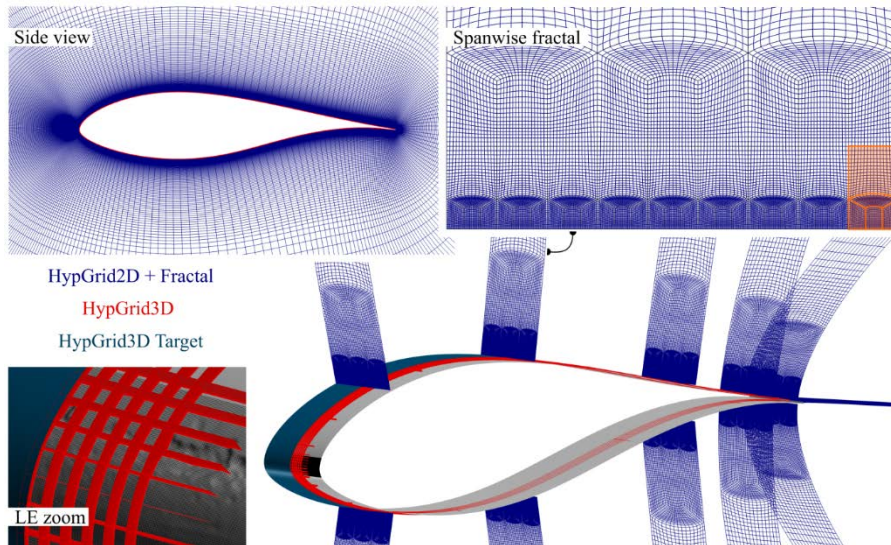 Side view
Spanwise fractal
HypGrid2D + Fractal
HypGrid3D
HypGrid3D Target
LE zoom